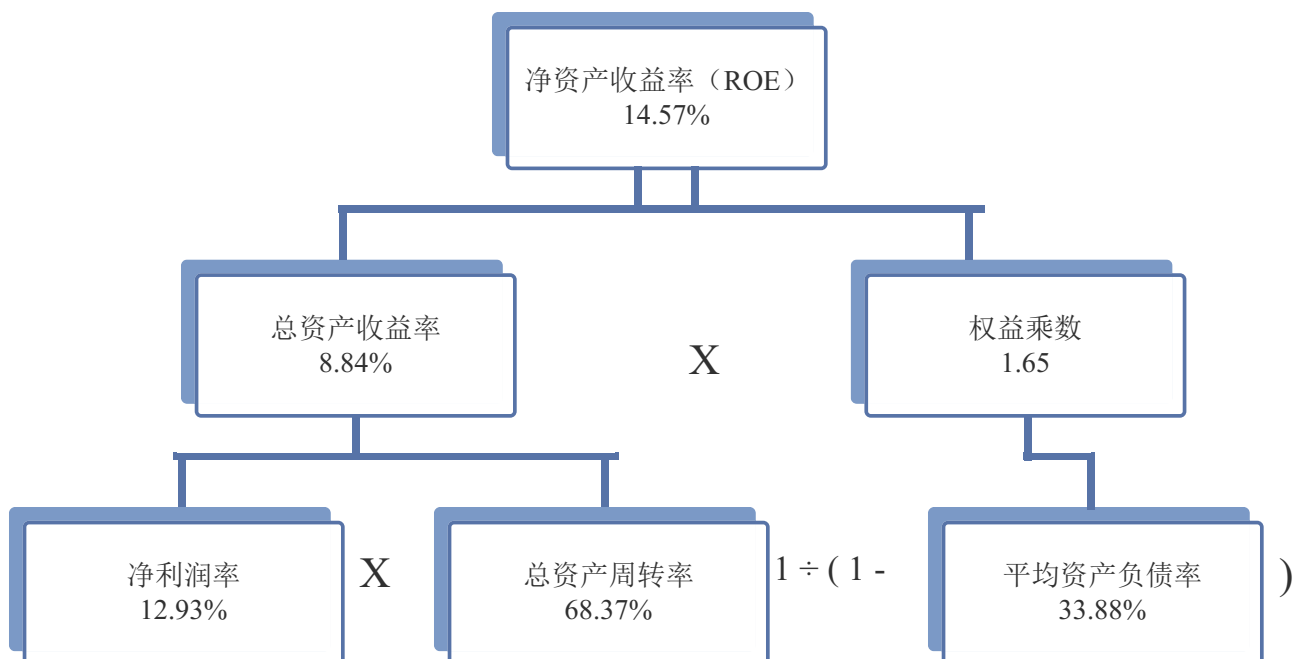 净资产收益率（ROE）
14.57%
总资产收益率
8.84%
X
权益乘数
1.65
净利润率
12.93%
X
总资产周转率
68.37%
1 ÷ ( 1 -
平均资产负债率
33.88%
)